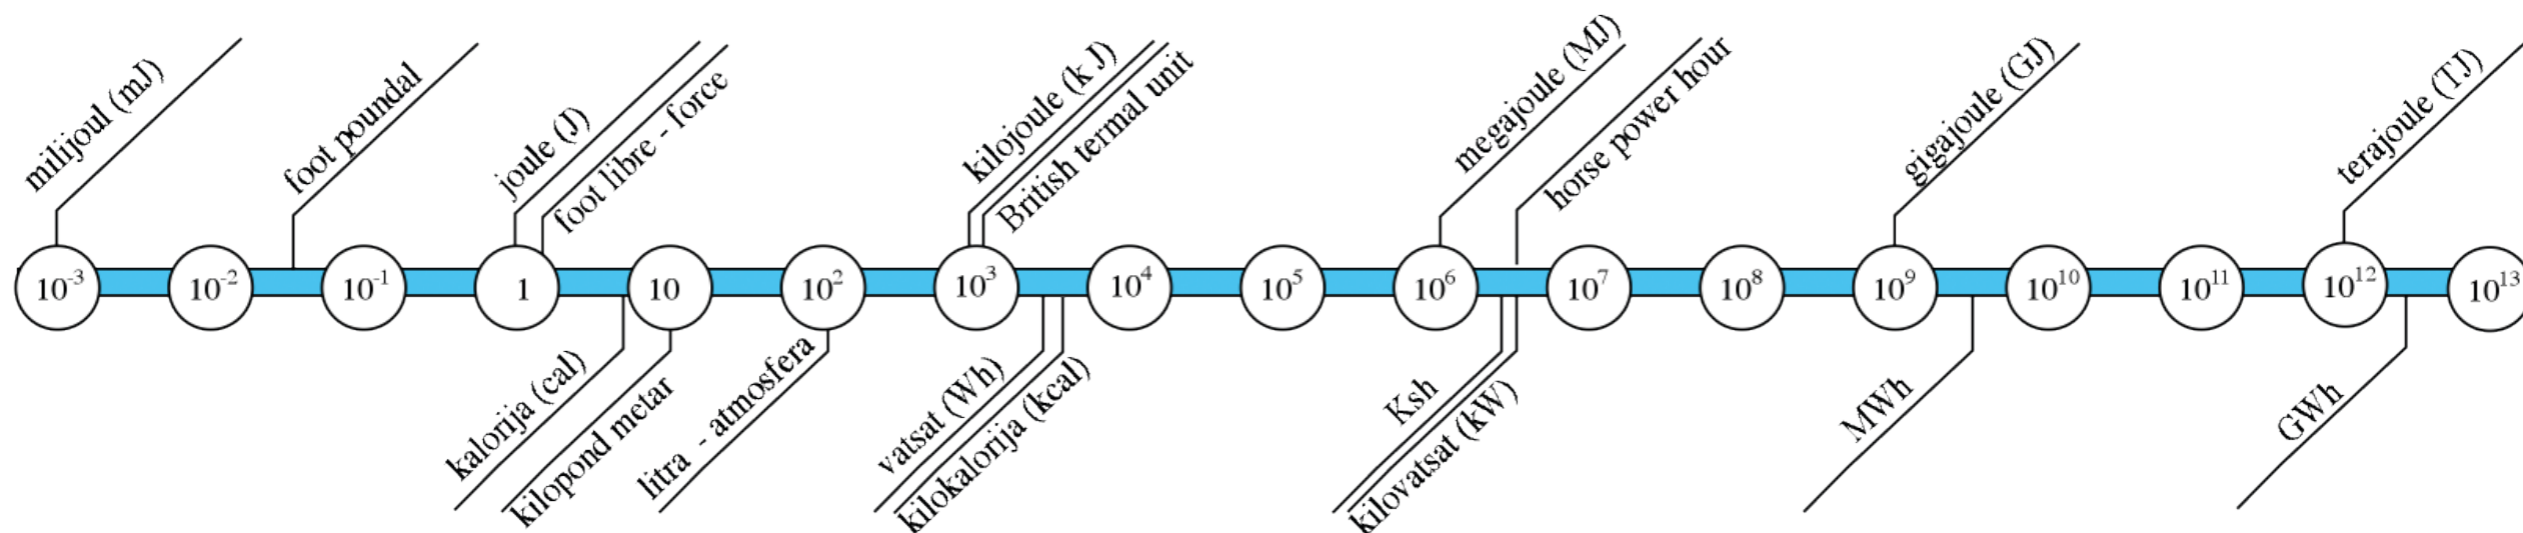 milijoul (mJ)
foot poundal
joule (J)
foot libre - force
kilojoule (k J)
British termal unit
megajoule (MJ)
horse power hour
gigajoule (GJ)
terajoule (TJ)
10⁻³
10⁻²
10⁻¹
1
10
10²
10³
10⁴
10⁵
10⁶
10⁷
10⁸
10⁹
10¹⁰
10¹¹
10¹²
10¹³
kalorija (cal)
kilopond metar
litra - atmosfera
vatsat (Wh)
kilokalorija (kcal)
Ksh
kilovatsat (kW)
MWh
GWh